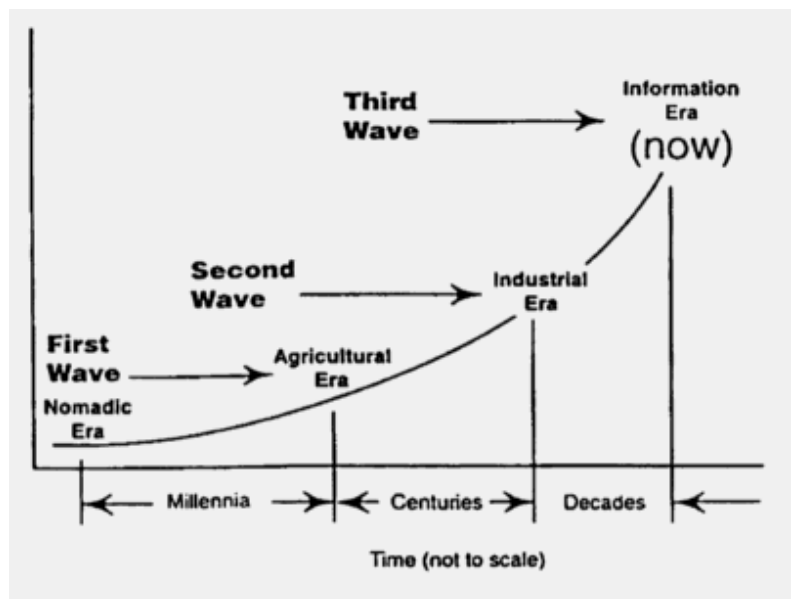 Third
Wave
Information
Era
(now)
Second
Wave
Industrial
Era
First
Wave
Agricultural
Era
Nomadic
Era
Millennia
Centuries
Decades
Time (not to scale)